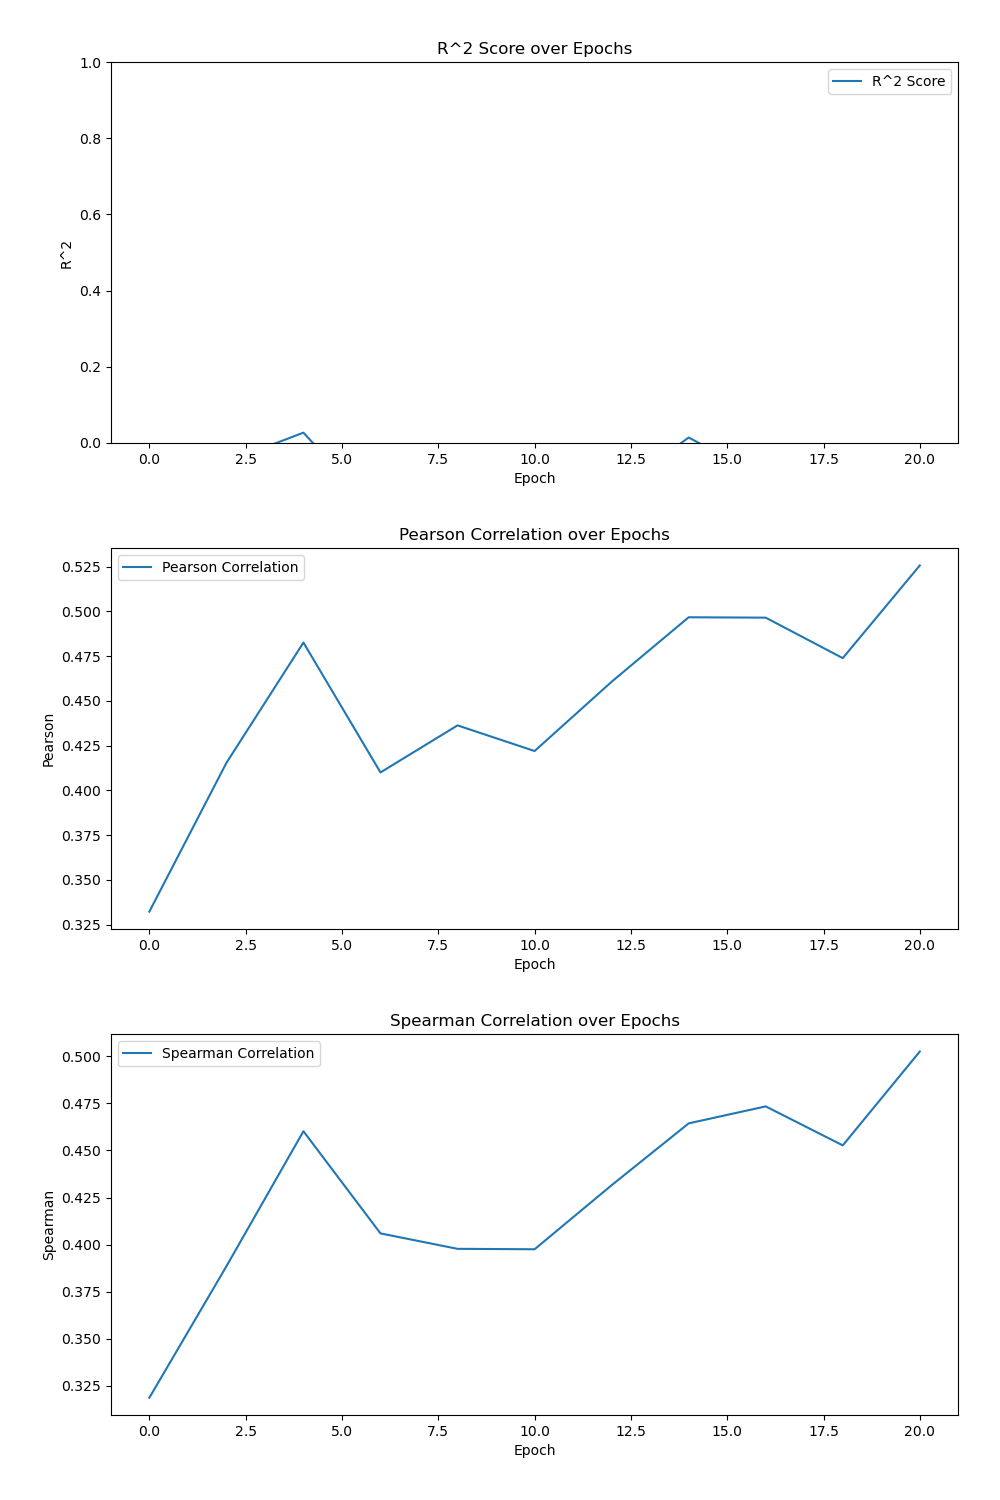 R^2 Score over Epochs
1.0
R^2 Score
0.8
0.6
R^2
0.4
0.2
0.0
0.0 2.5 5.0 7.5 10.0 12.5 15.0 17.5 20.0
Epoch
Pearson Correlation over Epochs
Pearson Correlation
0.525
0.500
0.475
0.450
Pearson
0.425
0.400
0.375
0.350
0.325
0.0 2.5 5.0 7.5 10.0 12.5 15.0 17.5 20.0
Epoch
Spearman Correlation over Epochs
Spearman Correlation
0.500
0.475
0.450
0.425
Spearman
0.400
0.375
0.350
0.325
0.0 2.5 5.0 7.5 10.0 12.5 15.0 17.5 20.0
Epoch